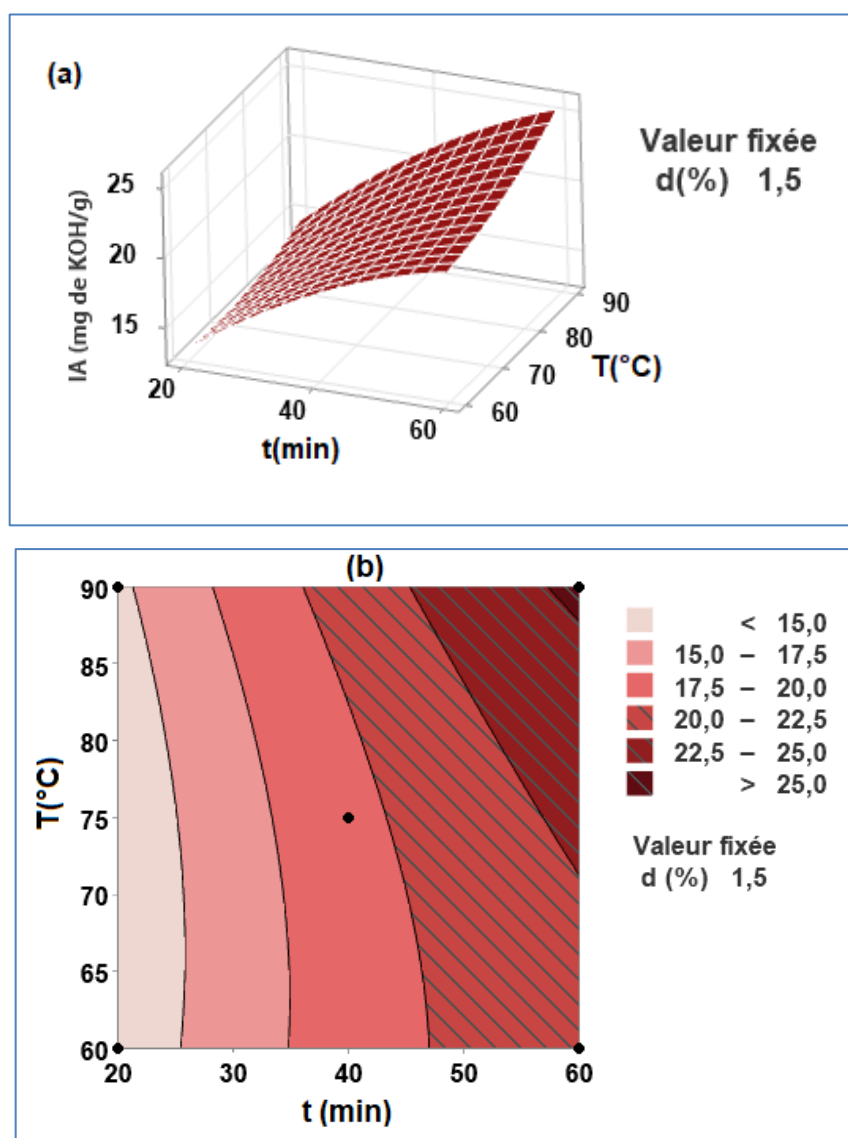 (a)
Valeur fixée
d(%) 1,5
IA (mg de KOH/g)
25
20
15
20
40
60
t(min)
60
70
80
90
T(°C)
(b)
90
85
80
75
70
65
60
T(°C)
20 30 40 50 60
t (min)
< 15,0
15,0 – 17,5
17,5 – 20,0
20,0 – 22,5
22,5 – 25,0
> 25,0
Valeur fixée
d (%) 1,5